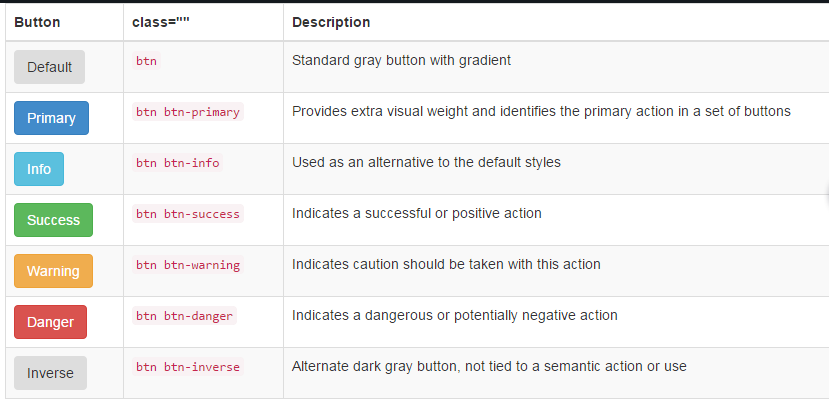 Button class="" Description
Default btn Standard gray button with gradient
Primary btn btn-primary Provides extra visual weight and identifies the primary action in a set of buttons
Info btn btn-info Used as an alternative to the default styles
Success btn btn-success Indicates a successful or positive action
Warning btn btn-warning Indicates caution should be taken with this action
Danger btn btn-danger Indicates a dangerous or potentially negative action
Inverse btn btn-inverse Alternate dark gray button, not tied to a semantic action or use